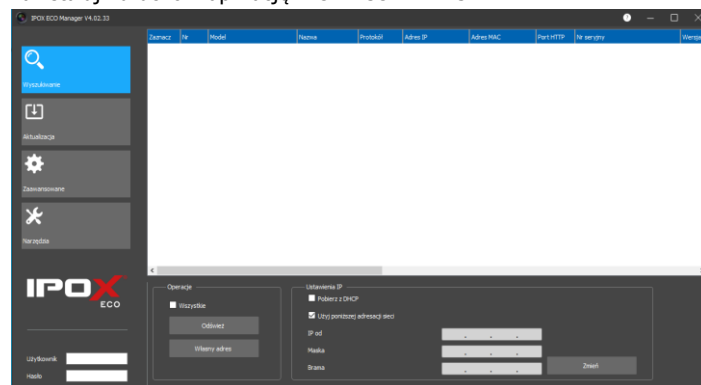 IPOX ECO Manager V4.02.33
Zaznacz Nr Model Nazwa Protokół Adres IP Adres MAC Port HTTP Nr seryjny Wersja
Wyszukiwanie
Aktualizacja
Zaawansowane
Narzędzia
IPOX
ECO
Użytkownik
Hasło
Operacje
Wszystkie
Odśwież
Własny adres
Ustawienia IP
Pobierz z DHCP
Użyj poniższej adresacji sieci
IP od
Maska
Brama
Zmień